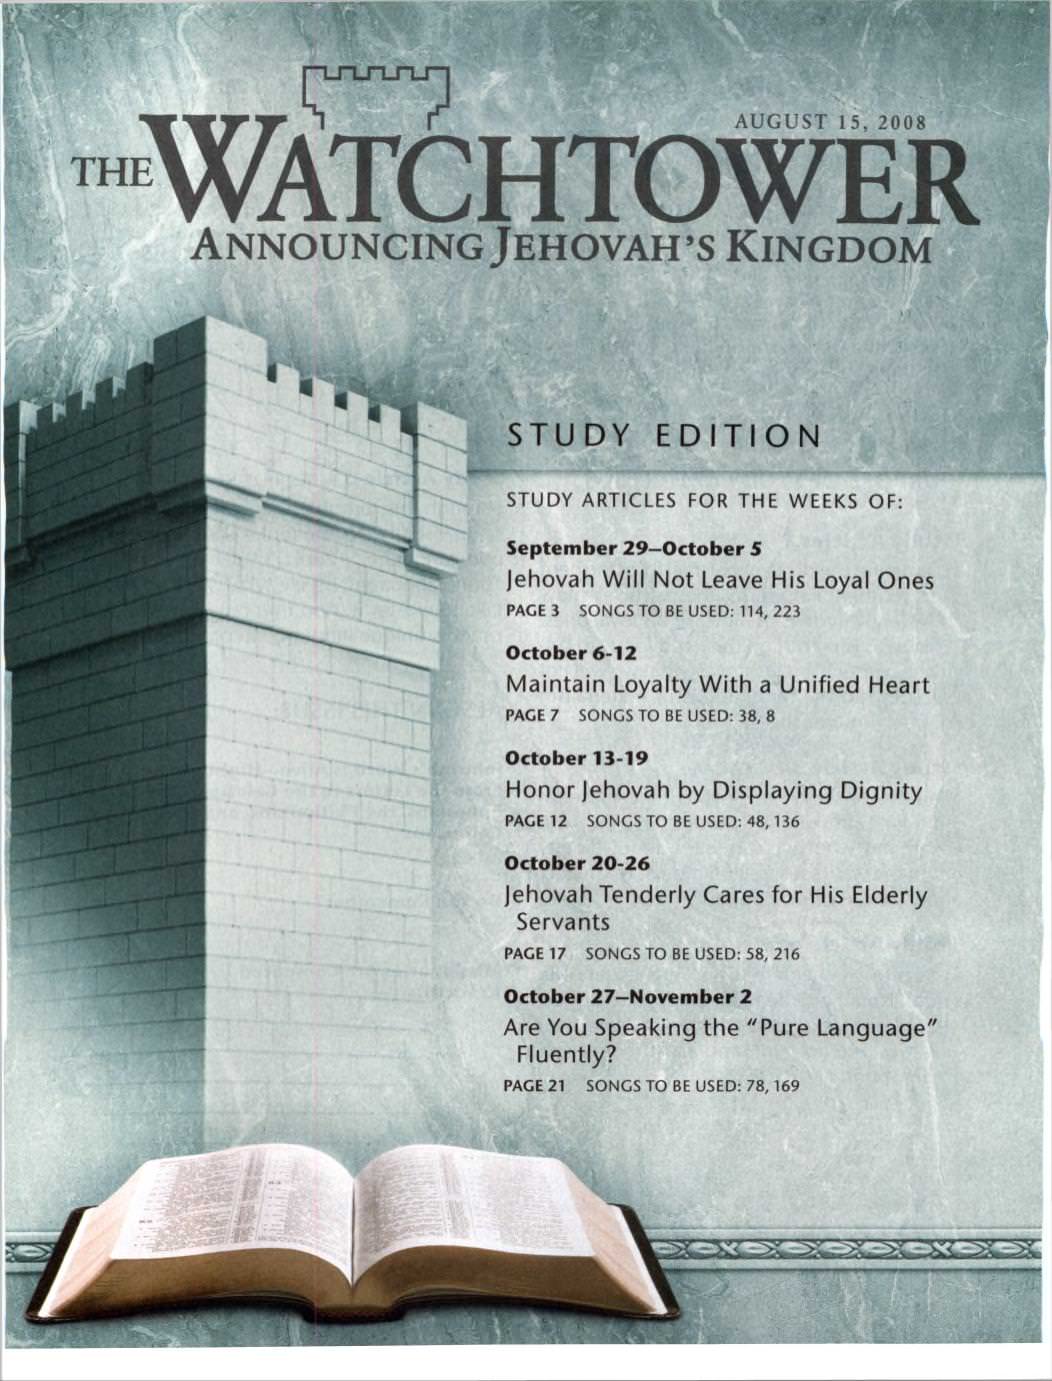 AUGUST 15, 2008
THE WATCHTOWER
ANNOUNCING JEHOVAH'S KINGDOM
STUDY EDITION
STUDY ARTICLES FOR THE WEEKS OF:
September 29–October 5
Jehovah Will Not Leave His Loyal Ones
PAGE 3 SONGS TO BE USED: 114, 223
October 6-12
Maintain Loyalty With a Unified Heart
PAGE 7 SONGS TO BE USED: 38, 8
October 13-19
Honor Jehovah by Displaying Dignity
PAGE 12 SONGS TO BE USED: 48, 136
October 20-26
Jehovah Tenderly Cares for His Elderly
Servants
PAGE 17 SONGS TO BE USED: 58, 216
October 27–November 2
Are You Speaking the “Pure Language”
Fluently?
PAGE 21 SONGS TO BE USED: 78, 169